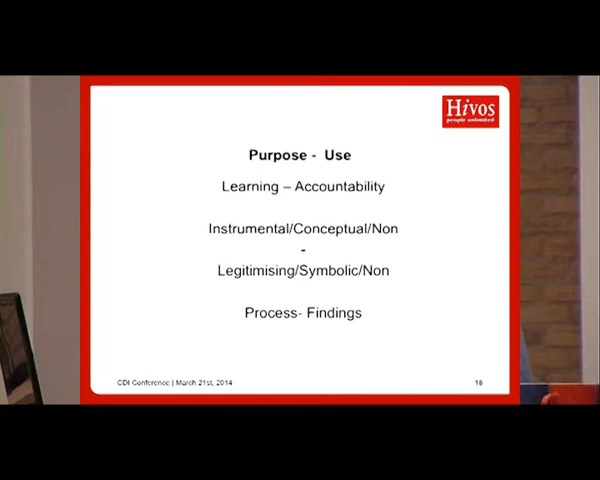 Hivos
people unlimited
Purpose - Use
Learning – Accountability
Instrumental/Conceptual/Non
-
Legitimising/Symbolic/Non
Process- Findings
CDI Conference | March 21st, 2014
18